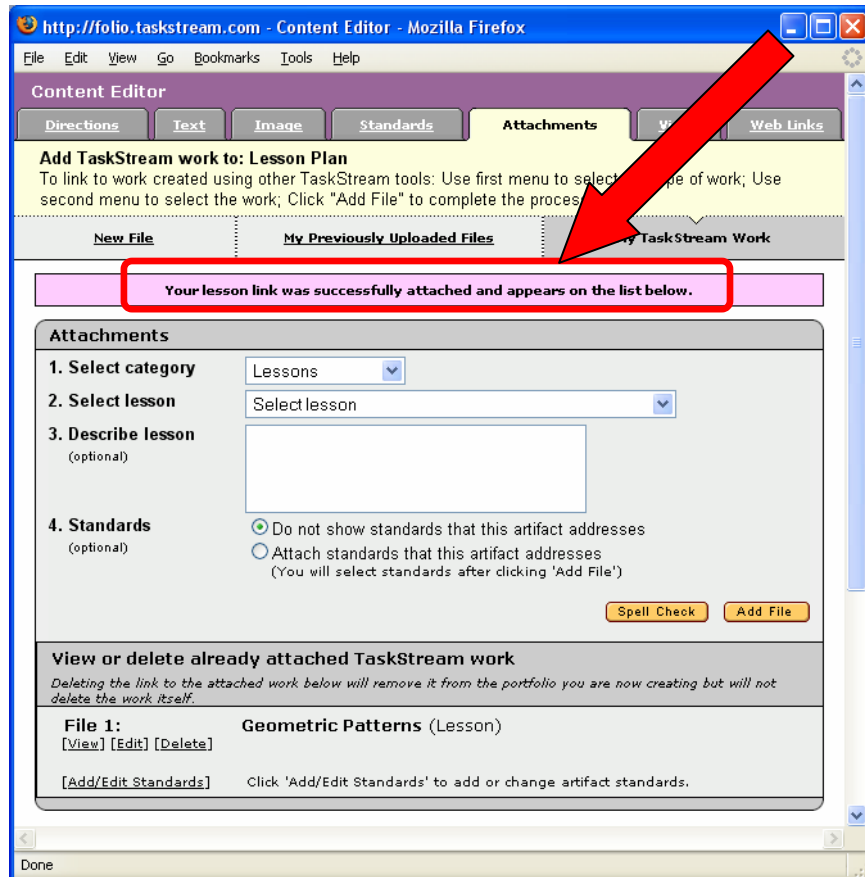 http://folio.taskstream.com - Content Editor - Mozilla Firefox
File Edit View Go Bookmarks Tools Help
Content Editor
Directions Text Image Standards Attachments Web Links
Add TaskStream work to: Lesson Plan
To link to work created using other TaskStream tools: Use first menu to select of work; Use
second menu to select the work; Click "Add File" to complete the
New File My Previously Uploaded Files TaskStream Work
Your lesson link was successfully attached and appears on the list below.
Attachments
1. Select category Lessons
2. Select lesson Select lesson
3. Describe lesson
(optional)
4. Standards Do not show standards that this artifact addresses
(optional) Attach standards that this artifact addresses
(You will select standards after clicking 'Add File')
Spell Check Add File
View or delete already attached TaskStream work
Deleting the link to the attached work below will remove it from the portfolio you are now creating but will not
delete the work itself.
File 1: Geometric Patterns (Lesson)
[View] [Edit] [Delete]
[Add/Edit Standards] Click 'Add/Edit Standards' to add or change artifact standards.
Done